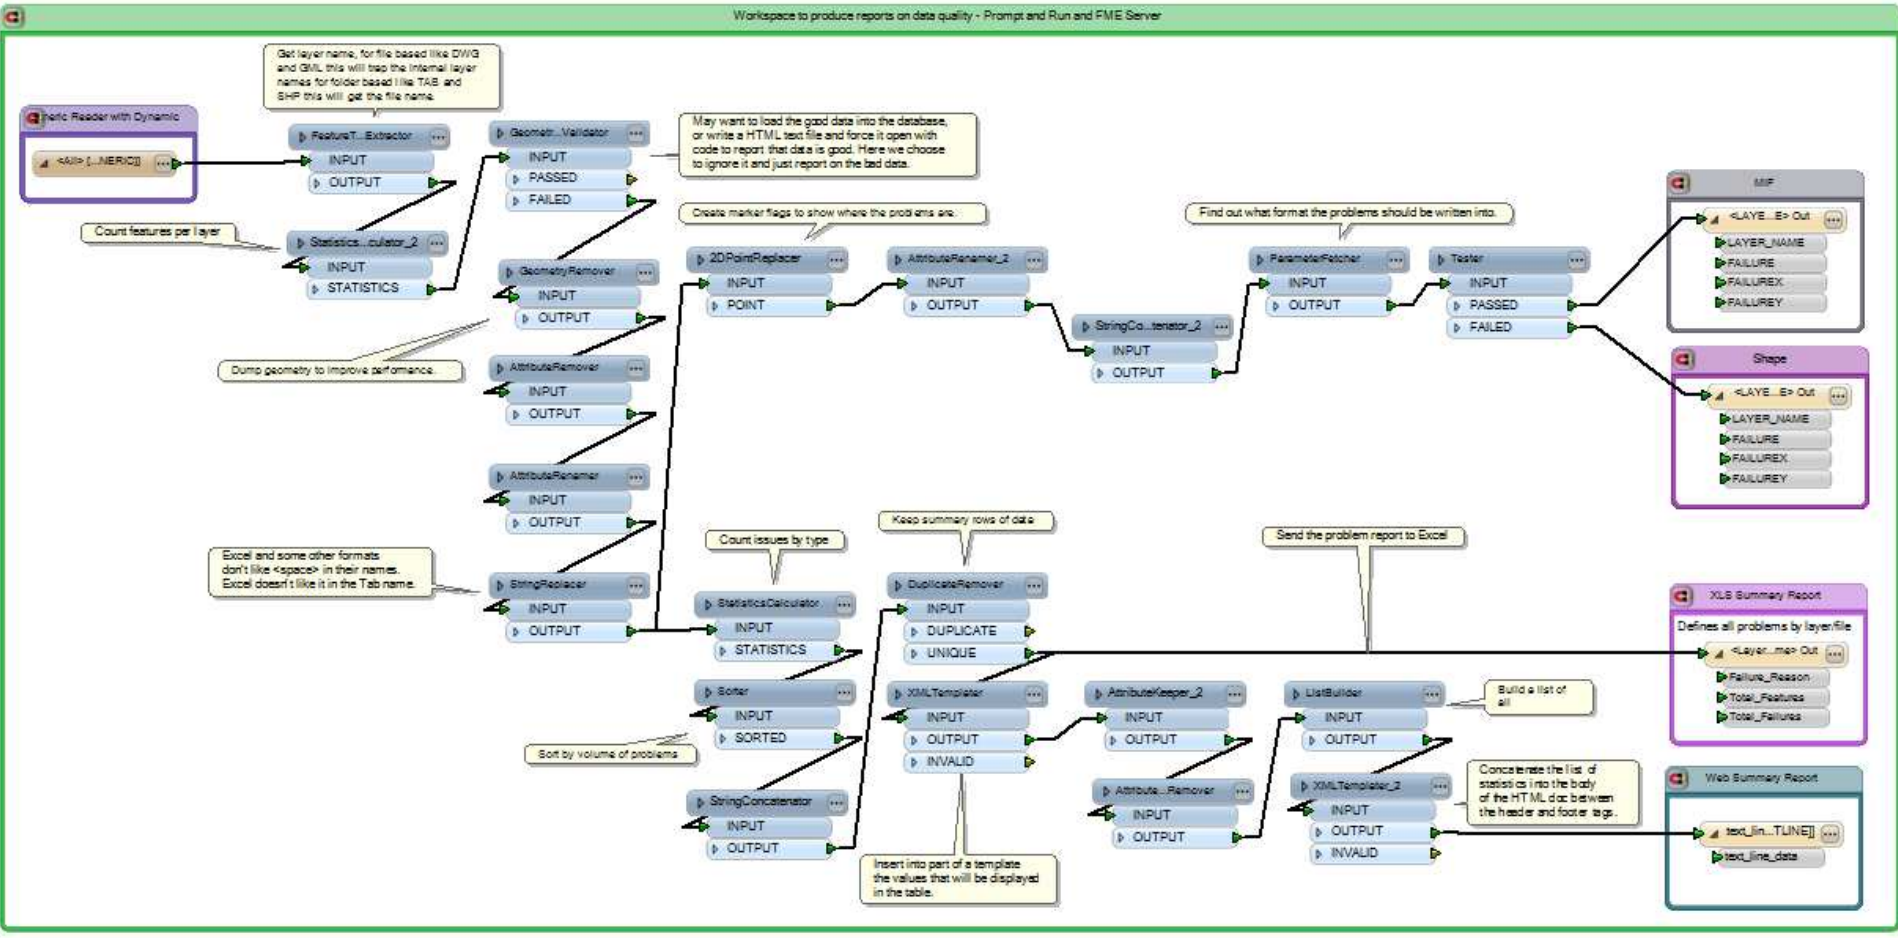 Workspace to produce reports on data quality - Prompt and Run and FME Server
Get layer name, for file based like DWG
and GML this will trap the internal layer
names for folder based like TAB and
SHP this will get the file name.
neric Reader with Dynamic
<All> [...NERIC]]
FeatureT...Extractor
INPUT
OUTPUT
Count features per layer
Statistics...culator_2
INPUT
STATISTICS
Geometr...Validator
INPUT
PASSED
FAILED
May want to load the good data into the database,
or write a HTML text file and force it open with
code to report that data is good. Here we choose
to ignore it and just report on the bad data.
GeometryRemover
INPUT
OUTPUT
Dump geometry to improve performance.
AttributeRemover
INPUT
OUTPUT
AttributeRenamer
INPUT
OUTPUT
Excel and some other formats
don't like <space> in their names.
Excel doesn't like it in the Tab name.
StringReplacer
INPUT
OUTPUT
Create marker flags to show where the problems are.
2DPointReplacer
INPUT
POINT
AttributeRenamer_2
INPUT
OUTPUT
StringCo...tenator_2
INPUT
OUTPUT
Find out what format the problems should be written into.
ParameterFetcher
INPUT
OUTPUT
Tester
INPUT
PASSED
FAILED
MIF
<LAYE...E> Out
LAYER_NAME
FAILURE
FAILUREX
FAILUREY
Shape
<LAYE...E> Out
LAYER_NAME
FAILURE
FAILUREX
FAILUREY
Count issues by type
StatisticsCalculator
INPUT
STATISTICS
Sorter
INPUT
SORTED
Sort by volume of problems
StringConcatenator
INPUT
OUTPUT
Keep summary rows of data
DuplicateRemover
INPUT
DUPLICATE
UNIQUE
Send the problem report to Excel
XLS Summary Report
Defines all problems by layer/file
<Layer...me> Out
Failure_Reason
Total_Features
Total_Failures
XMLTemplater
INPUT
OUTPUT
INVALID
Insert into part of a template
the values that will be displayed
in the table.
AttributeKeeper_2
INPUT
OUTPUT
Attribute...Remover
INPUT
OUTPUT
ListBuilder
INPUT
OUTPUT
Build a list of
all
XMLTemplater_2
INPUT
OUTPUT
INVALID
Concatenate the list of
statistics into the body
of the HTML doc between
the header and footer tags.
Web Summary Report
text_lin...TLINE]]
text_line_data